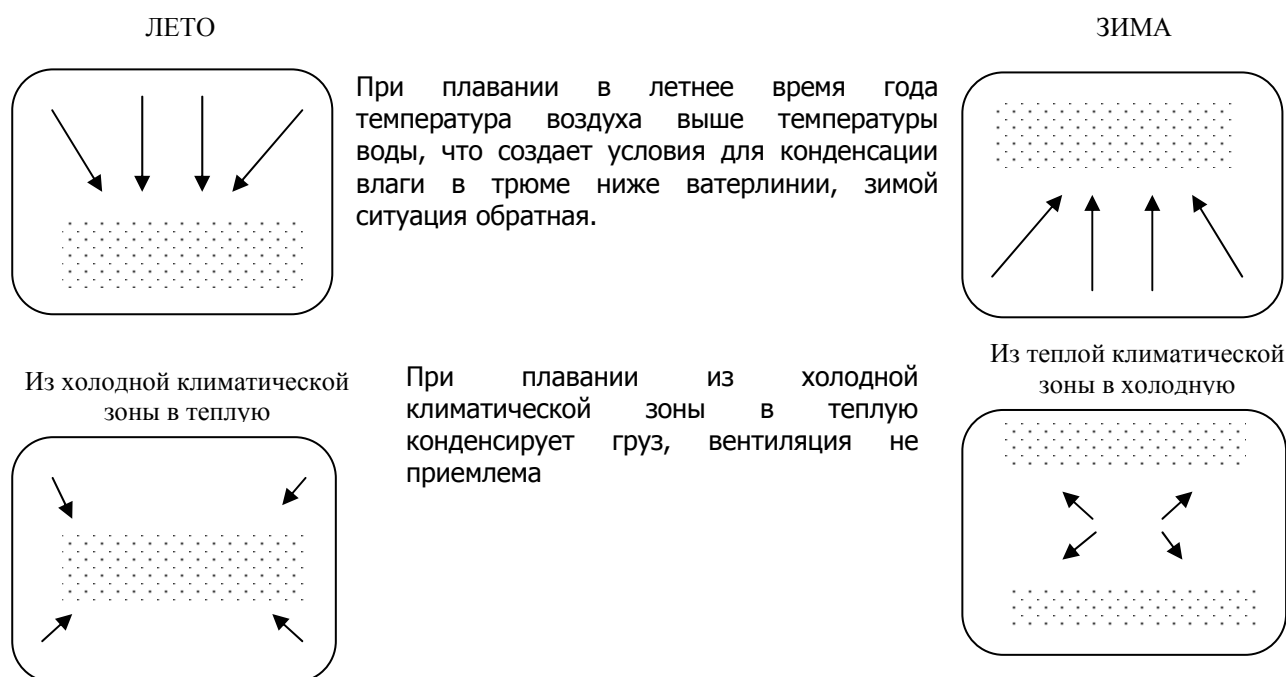 ЛЕТО
ЗИМА
При плавании в летнее время года
температура воздуха выше температуры
воды, что создает условия для конденсации
влаги в трюме ниже ватерлинии, зимой
ситуация обратная.
Из холодной климатической
зоны в теплую
При плавании из холодной
климатической зоны в теплую
конденсирует груз, вентиляция не
приемлема
Из теплой климатической
зоны в холодную